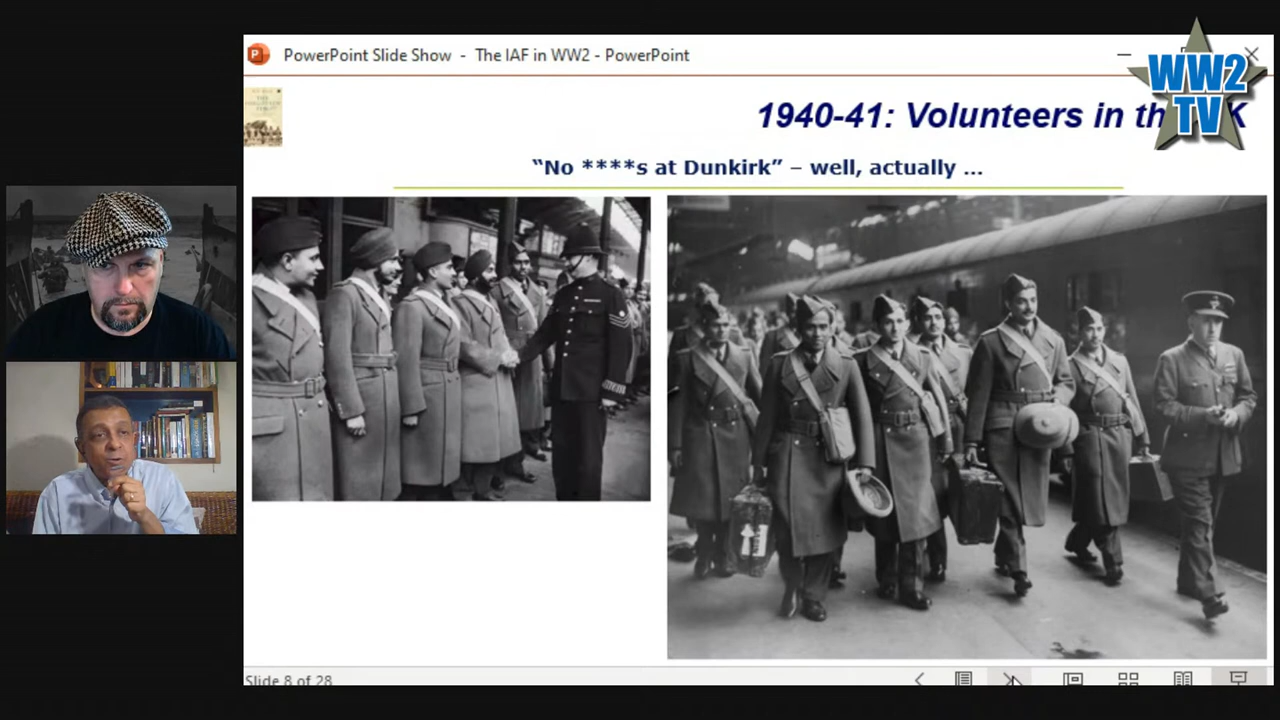 PowerPoint Slide Show - The IAF in WW2 - PowerPoint
WW2
TV
1940-41: Volunteers in th K
“No ****s at Dunkirk” – well, actually ...
Slide 8 of 28